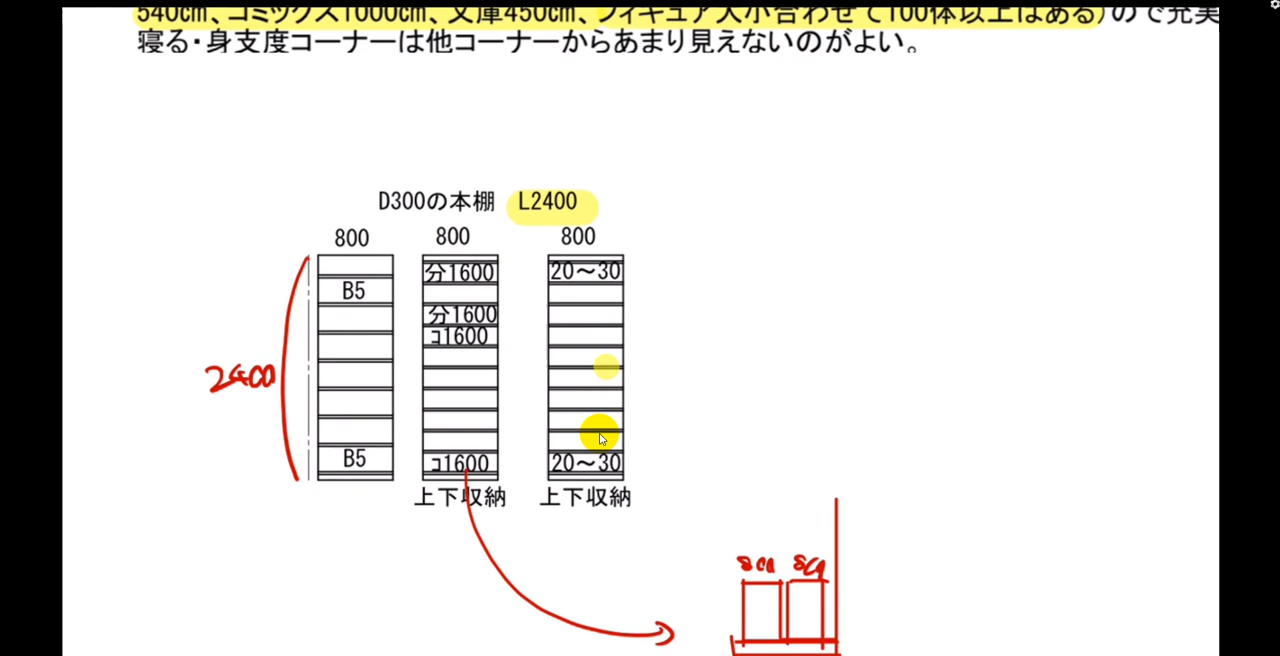 540cm、コミックス1000cm、文庫450cm、フィギュア大小合わせて100体以上はある)ので充実
寝る・身支度コーナーは他コーナーからあまり見えないのがよい。
D300の本棚 L2400
800 800 800
分1600 20～30
B5
分1600
コ1600
2400
B5 コ1600 20～30
上下収納 上下収納
800 800